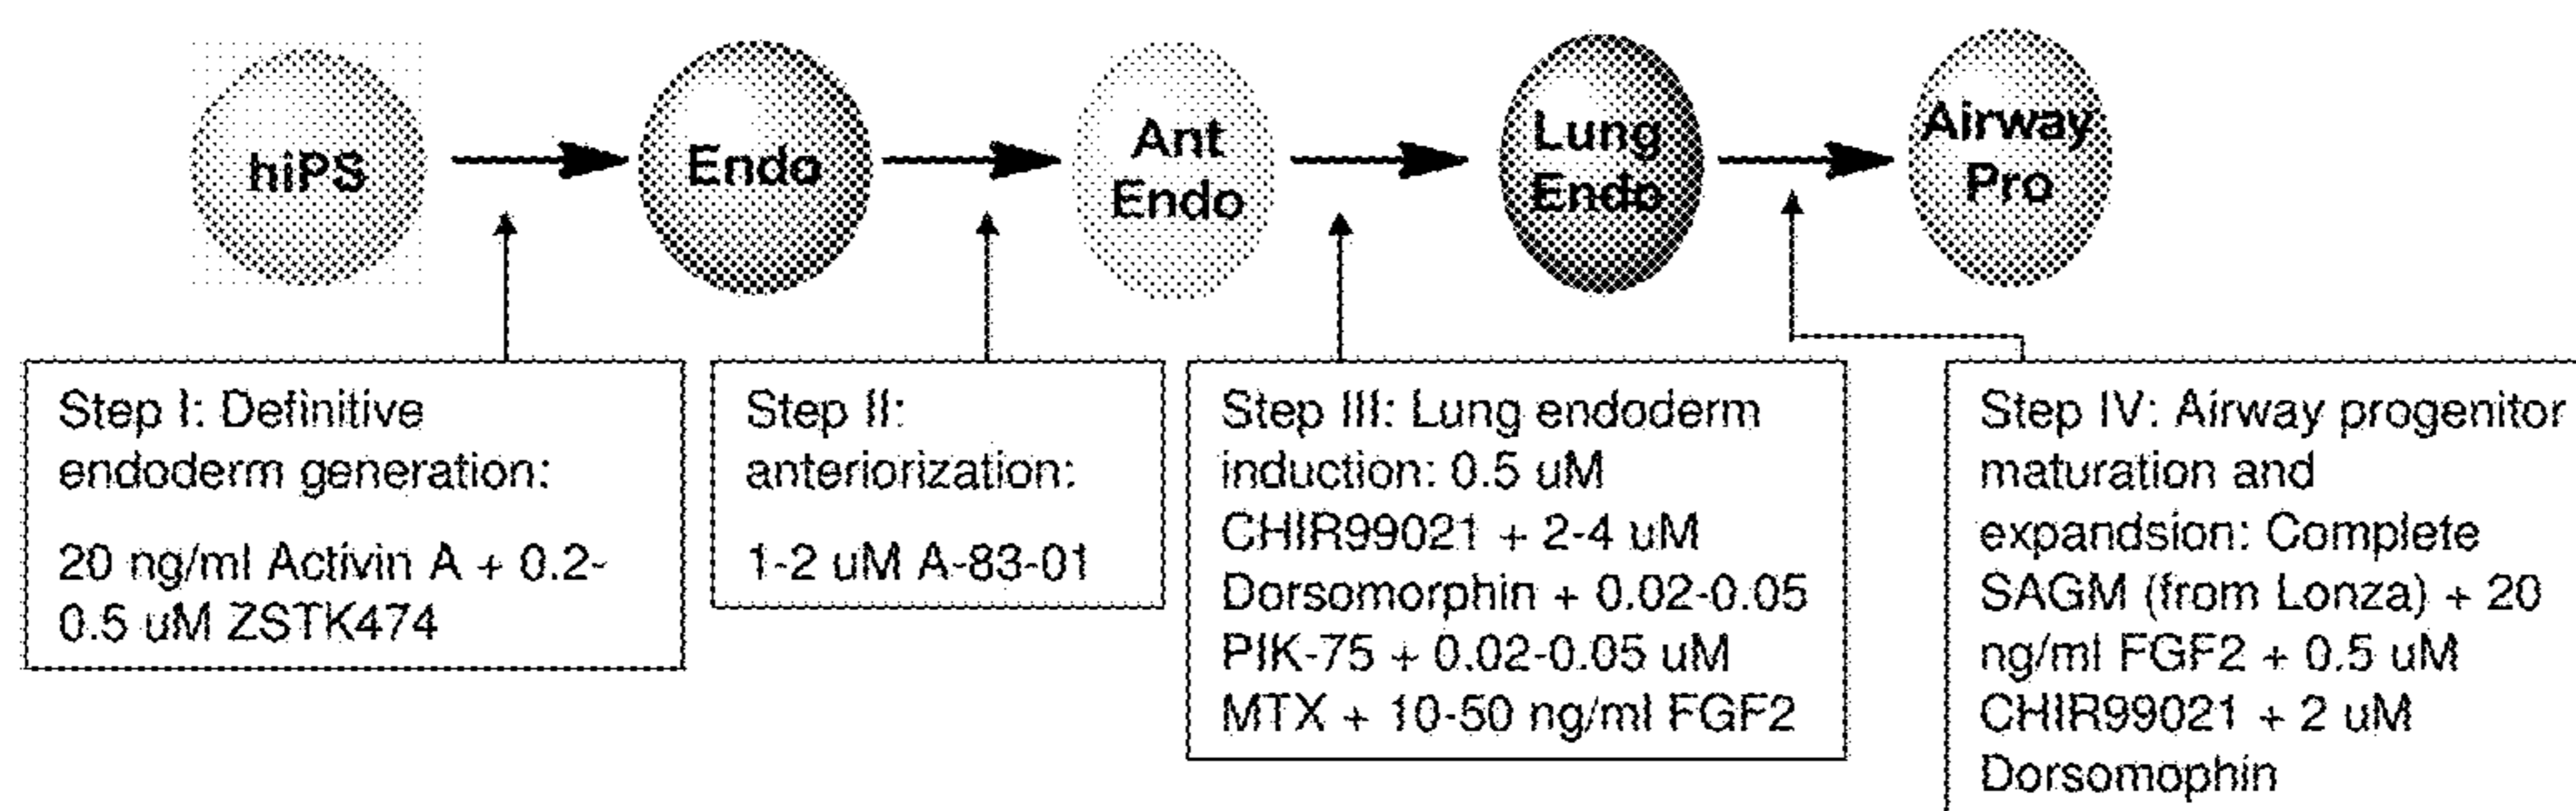 hiPS
Endo
Ant
Endo
Lung
Endo
Airway
Pro
Step I: Definitive
endoderm generation:
20 ng/ml Activin A + 0.2-
0.5 uM ZSTK474
Step II:
anteriorization:
1-2 uM A-83-01
Step III: Lung endoderm
induction: 0.5 uM
CHIR99021 + 2-4 uM
Dorsomorphin + 0.02-0.05
PIK-75 + 0.02-0.05 uM
MTX + 10-50 ng/ml FGF2
Step IV: Airway progenitor
maturation and
expandsion: Complete
SAGM (from Lonza) + 20
ng/ml FGF2 + 0.5 uM
CHIR99021 + 2 uM
Dorsomophin